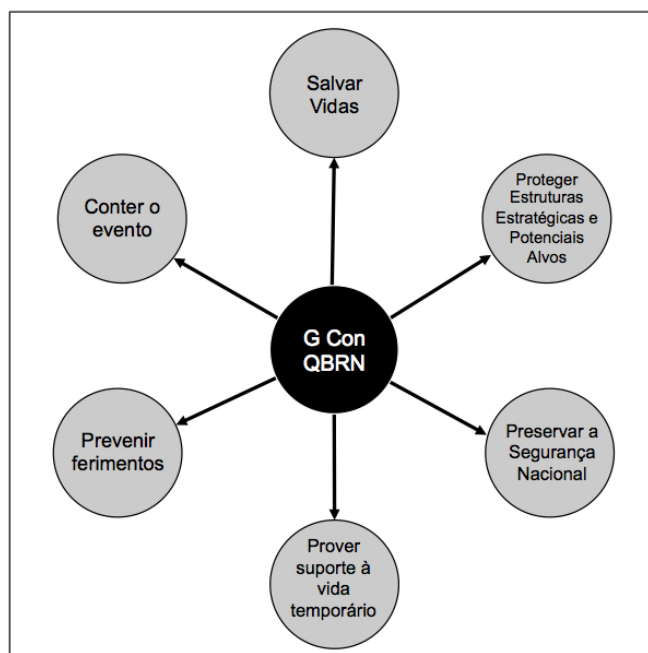 Salvar
Vidas
Proteger
Estruturas
Estratégicas e
Potenciais
Alvos
Conter o
evento
G Con
QBRN
Prevenir
ferimentos
Preservar a
Segurança
Nacional
Prover
suporte à
vida
temporário